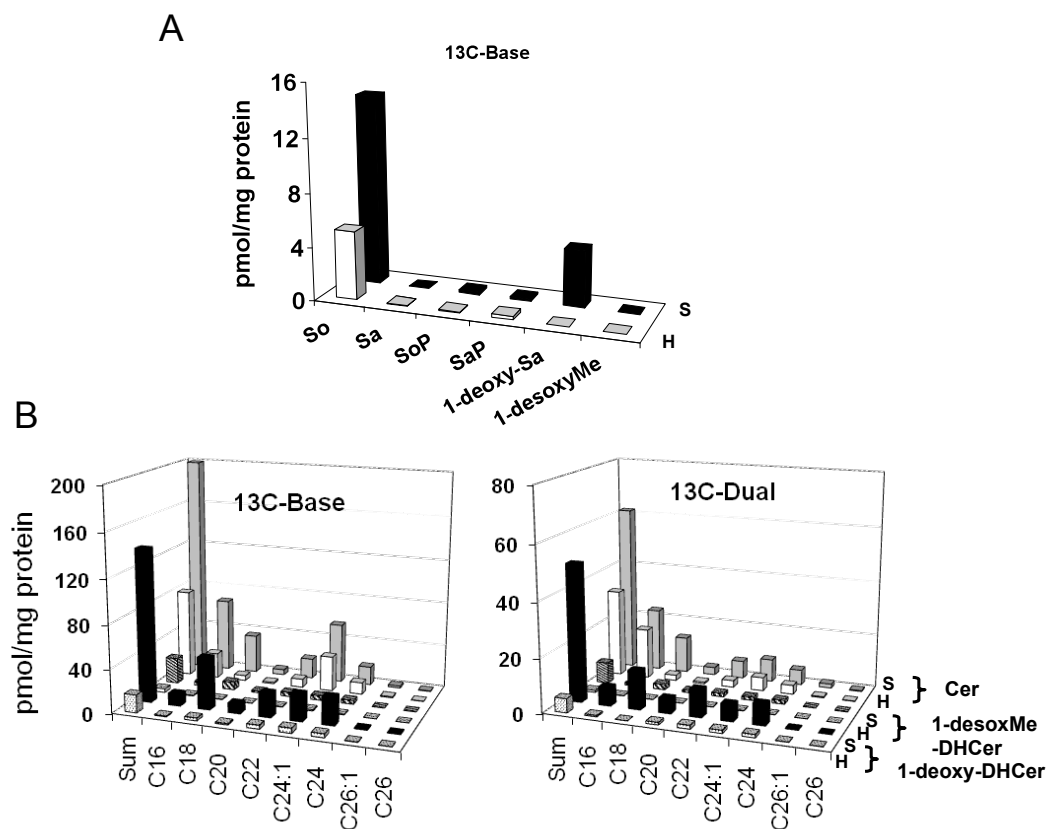 A
13C-Base
pmol/mg protein
16
12
8
4
0
So
Sa
SoP
SaP
1-deoxy-Sa
1-desoxyMe
S
H
B
13C-Base
pmol/mg protein
200
160
120
80
40
0
Sum
C16
C18
C20
C22
C24:1
C24
C26:1
C26
13C-Dual
80
60
40
20
0
Sum
C16
C18
C20
C22
C24:1
C24
C26:1
C26
S
H } Cer
S
H } 1-desoxMe
-DHCer
S
H } 1-deoxy-DHCer